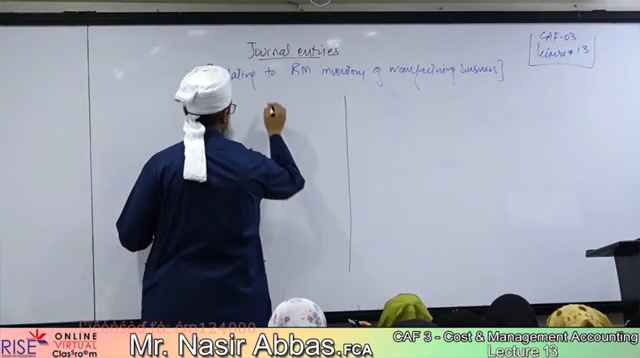 Journal entries
to RM inventory of manufacturing business]
CAF-03
Lecture # 13
RISE
ONLINE
VIRTUAL
Classroom
Mr. Nasir Abbas.FCA
CAF 3 - Cost & Management Accounting
Lecture 13